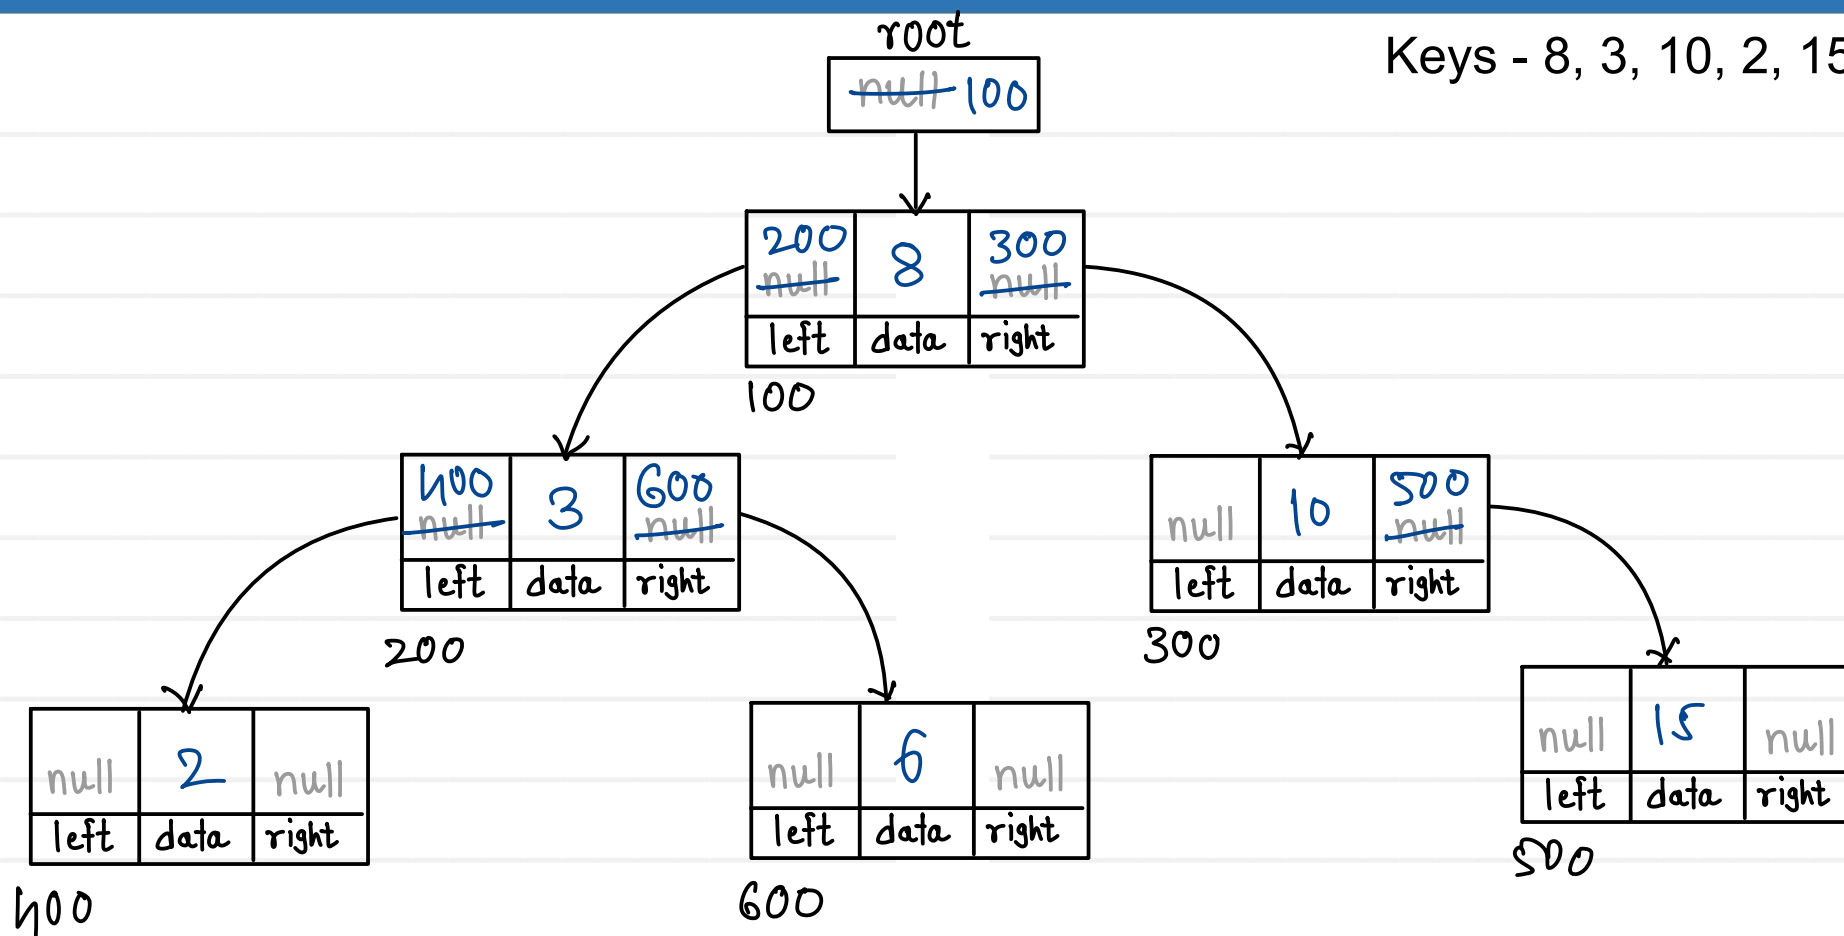 root
Keys - 8, 3, 10, 2, 15
null 100
200 8 300
null null
left data right
100
400 3 600
null null
left data right
200
500
null 10 null
left data right
300
null 2 null
left data right
400
null 6 null
left data right
600
null 15 null
left data right
500